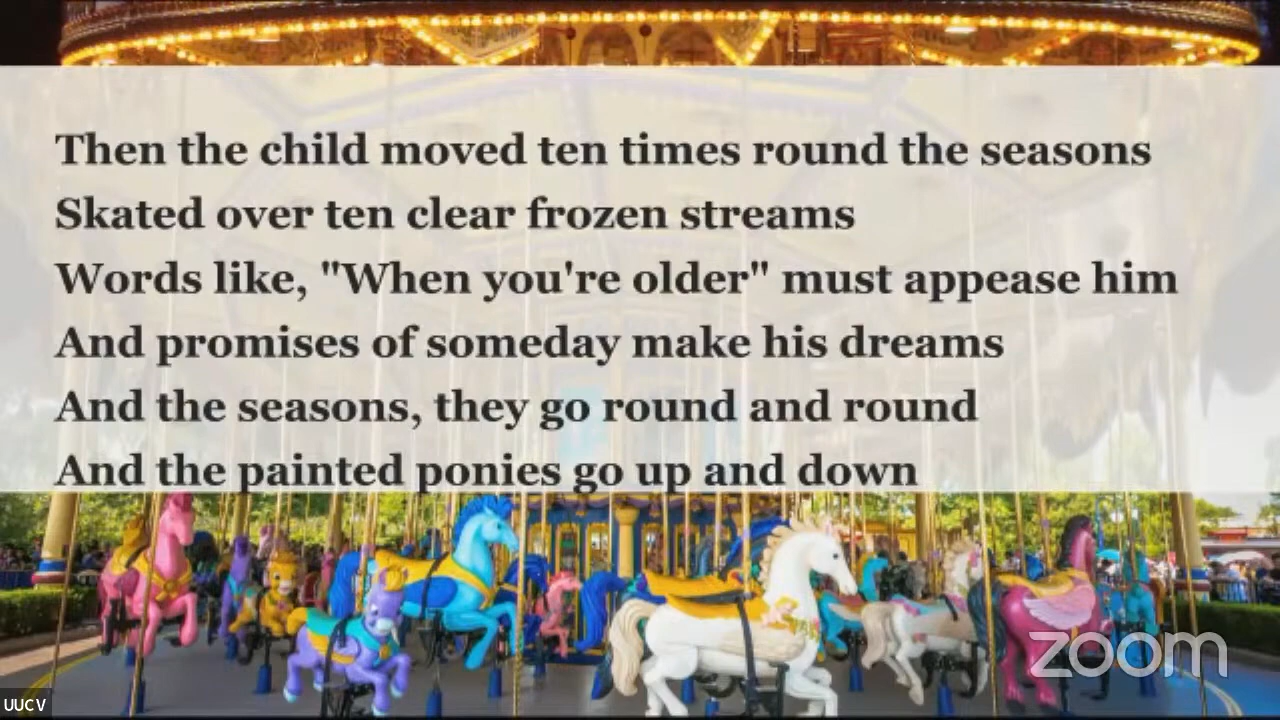 Then the child moved ten times round the seasons
Skated over ten clear frozen streams
Words like, "When you're older" must appease him
And promises of someday make his dreams
And the seasons, they go round and round
And the painted ponies go up and down
zoom
UUCV